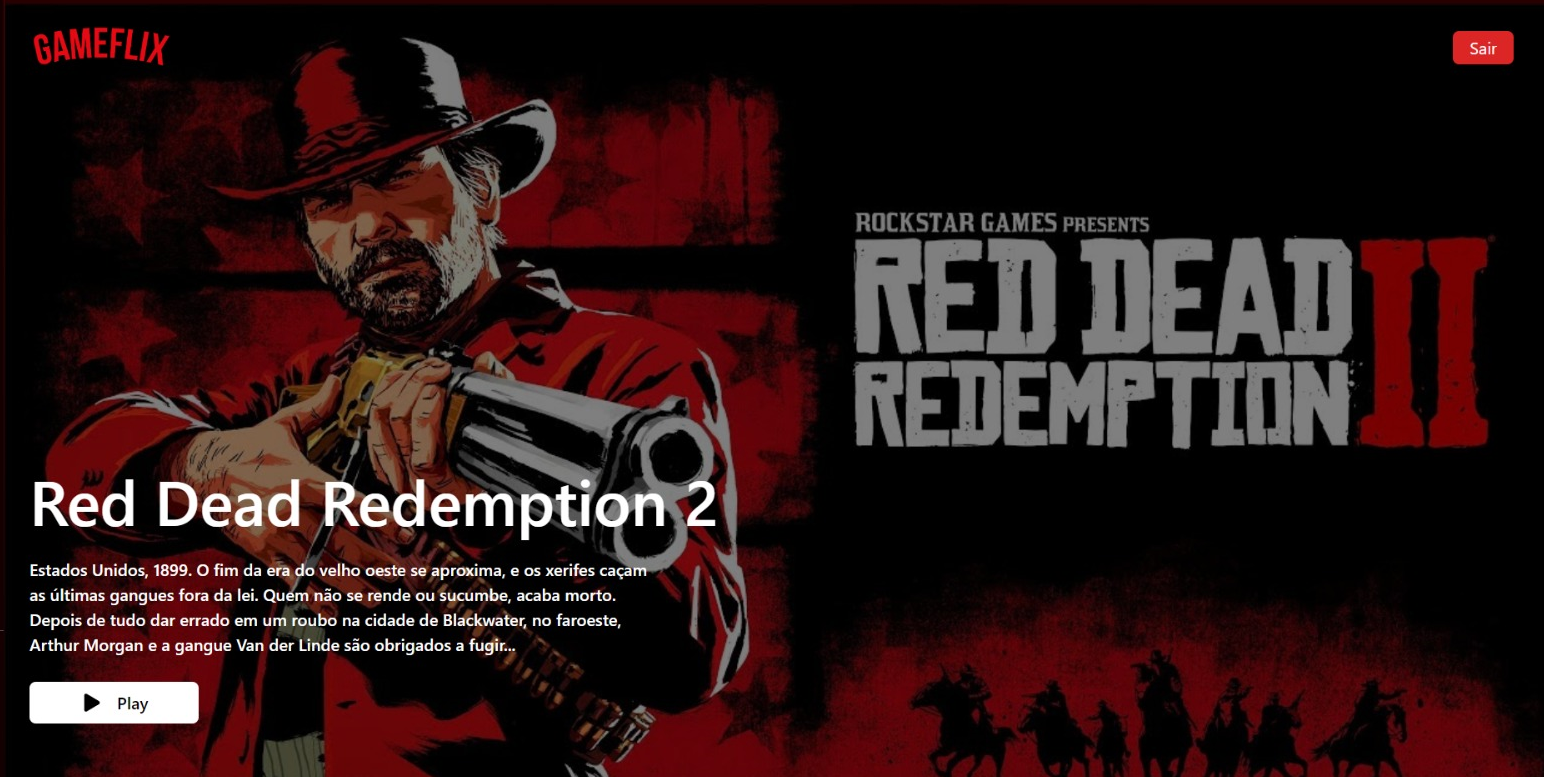 GAMEFLIX
Sair
ROCKSTAR GAMES PRESENTS
RED DEAD
REDEMPTION II
Red Dead Redemption 2
Estados Unidos, 1899. O fim da era do velho oeste se aproxima, e os xerifes caçam
as últimas gangues fora da lei. Quem não se rende ou sucumbe, acaba morto.
Depois de tudo dar errado em um roubo na cidade de Blackwater, no faroeste,
Arthur Morgan e a gangue Van der Linde são obrigados a fugir...
Play